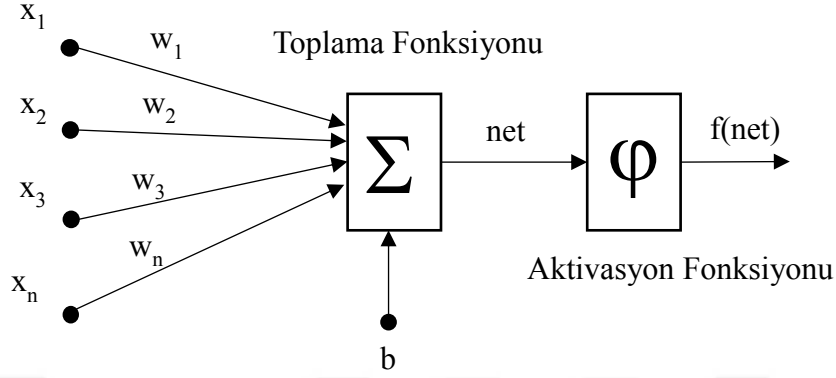 x1
w1
Toplama Fonksiyonu
x2
w2
x3
w3
xn
wn
Σ
net
φ
f(net)
Aktivasyon Fonksiyonu
b